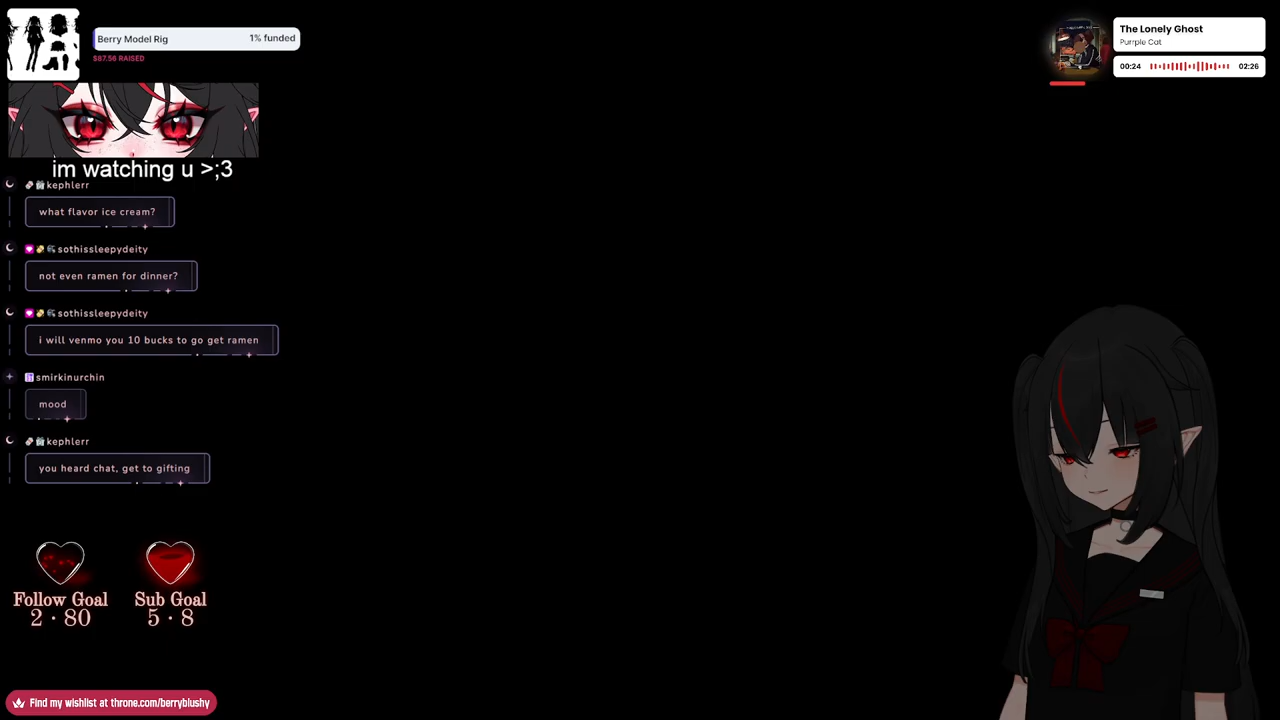 Berry Model Rig
1% funded
$87.56 RAISED
The Lonely Ghost
Purrple Cat
00:24
02:26
im watching u >;3
kephlerr
what flavor ice cream?
sothissleepydeity
not even ramen for dinner?
sothissleepydeity
i will venmo you 10 bucks to go get ramen
smirkinurchin
mood
kephlerr
you heard chat, get to gifting
Follow Goal
2 · 80
Sub Goal
5 · 8
Find my wishlist at throne.com/berryblushy